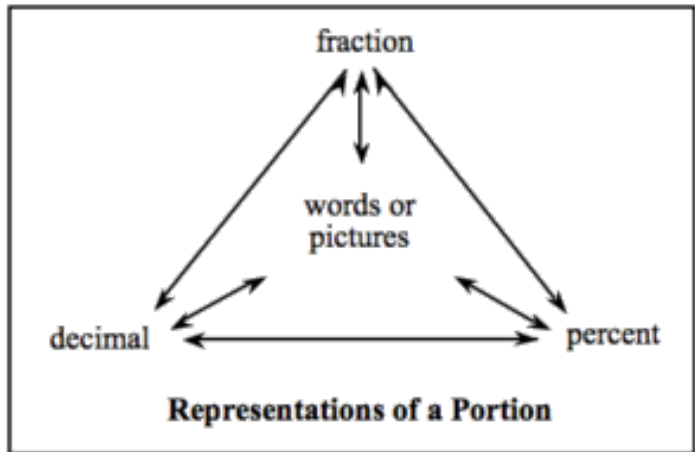 fraction
words or
pictures
decimal
percent
Representations of a Portion